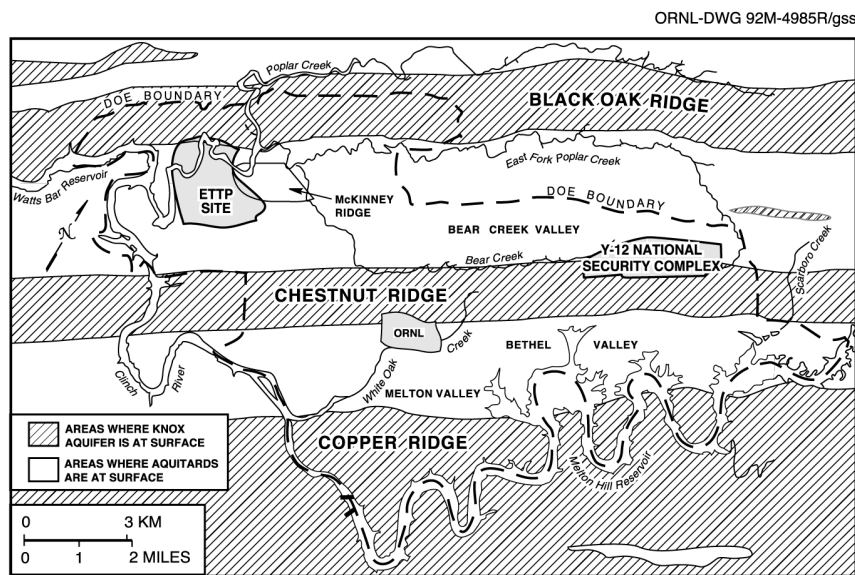 ORNL-DWG 92M-4985R/gss
Poplar Creek
DOE BOUNDARY
BLACK OAK RIDGE
East Fork Poplar Creek
Watts Bar Reservoir
ETTP
SITE
McKINNEY
RIDGE
DOE BOUNDARY
N
BEAR CREEK VALLEY
Y-12 NATIONAL
SECURITY COMPLEX
Bear Creek
Scarboro Creek
CHESTNUT RIDGE
ORNL
Creek
BETHEL VALLEY
Clinch
River
White Oak
MELTON VALLEY
COPPER RIDGE
Melton Hill Reservoir
AREAS WHERE KNOX
AQUIFER IS AT SURFACE
AREAS WHERE AQUITARDS
ARE AT SURFACE
0 3 KM
0 1 2 MILES